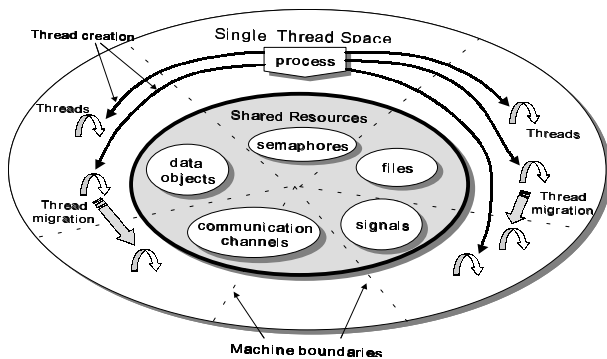 Single Thread Space
Thread creation
process
Threads
Threads
Shared Resources
semaphores
data
objects
files
Thread
migration
Thread
migration
communication
channels
signals
Machine boundaries